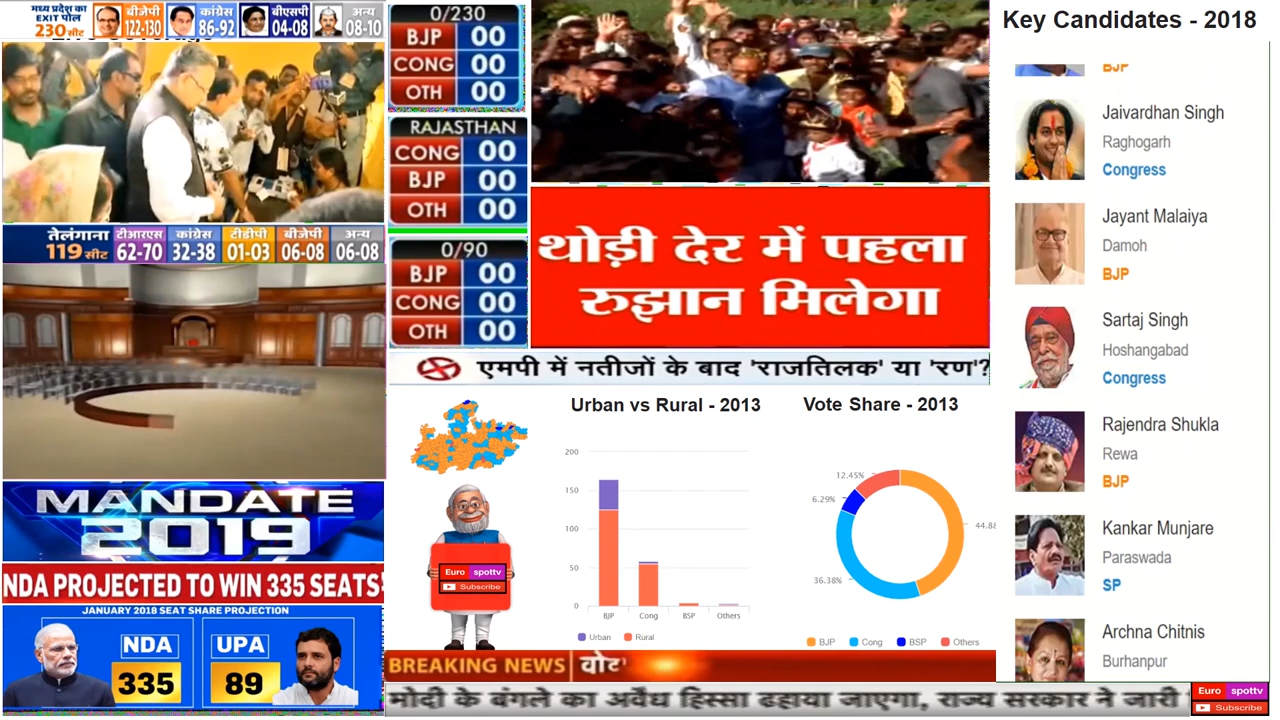 मध्य प्रदेश का
EXIT पोल
230 सीट
बीजेपी
122-130
कांग्रेस
86-92
बीएसपी
04-08
अन्य
08-10
तेलंगाना
119 सीट
टीआरएस
62-70
कांग्रेस
32-38
टीडीपी
01-03
बीजेपी
06-08
अन्य
06-08
MANDATE
2019
NDA PROJECTED TO WIN 335 SEATS
JANUARY 2018 SEAT SHARE PROJECTION
NDA
335
UPA
89
0/230
BJP 00
CONG 00
OTH 00
RAJASTHAN
CONG 00
BJP 00
OTH 00
0/90
BJP 00
CONG 00
OTH 00
थोड़ी देर में पहला
रुझान मिलेगा
एमपी में नतीजों के बाद 'राजतिलक' या 'रण'?
Euro spottv
Subscribe
Urban vs Rural - 2013
200
150
100
50
0
BJP Cong BSP Others
Urban Rural
Vote Share - 2013
12.45%
6.29%
44.88
36.38%
BJP Cong BSP Others
BREAKING NEWS
मोदी के बंगले का अवैध हिस्सा ढहाया जाएगा, राज्य सरकार ने जारी
Key Candidates - 2018
BJP
Jaivardhan Singh
Raghogarh
Congress
Jayant Malaiya
Damoh
BJP
Sartaj Singh
Hoshangabad
Congress
Rajendra Shukla
Rewa
BJP
Kankar Munjare
Paraswada
SP
Archna Chitnis
Burhanpur
Euro spottv
Subscribe